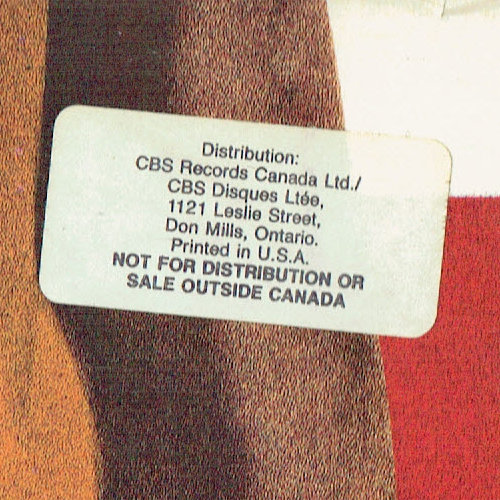 Distribution:
CBS Records Canada Ltd./
CBS Disques Ltée,
1121 Leslie Street,
Don Mills, Ontario.
Printed in U.S.A.
NOT FOR DISTRIBUTION OR
SALE OUTSIDE CANADA